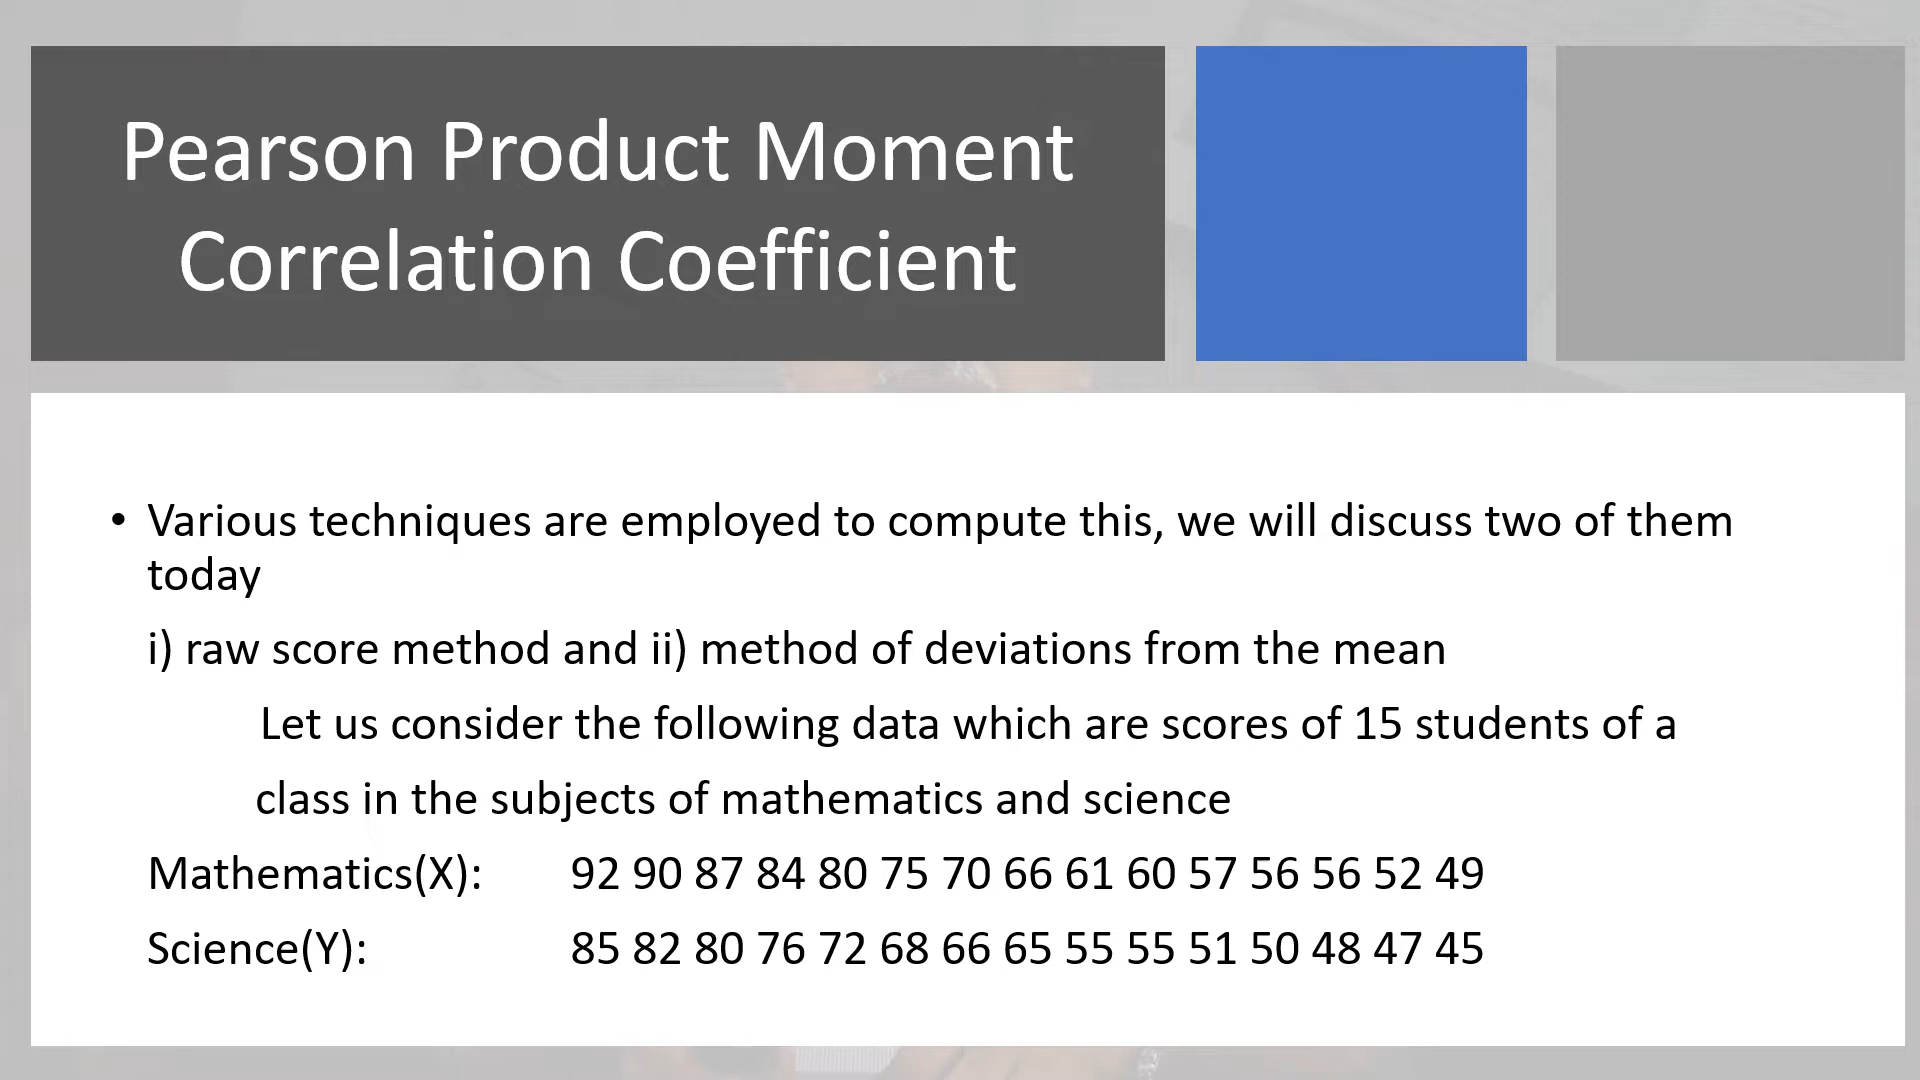 Pearson Product Moment
Correlation Coefficient
• Various techniques are employed to compute this, we will discuss two of them
today
i) raw score method and ii) method of deviations from the mean
Let us consider the following data which are scores of 15 students of a
class in the subjects of mathematics and science
Mathematics(X): 92 90 87 84 80 75 70 66 61 60 57 56 56 52 49
Science(Y): 85 82 80 76 72 68 66 65 55 55 51 50 48 47 45